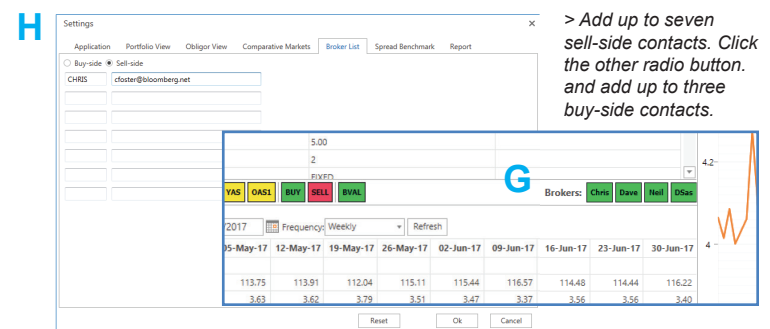 H
Settings ×
Application Portfolio View Obligor View Comparative Markets Broker List Spread Benchmark Report
Buy-side Sell-side
CHRIS cfoster@bloomberg.net
> Add up to seven
sell-side contacts. Click
the other radio button.
and add up to three
buy-side contacts.
5.00
2
FIXED
G
YAS OAS1 BUY SELL BVAL Brokers: Chris Dave Neil DSas
/2017 Frequency: Weekly Refresh
05-May-17 12-May-17 19-May-17 26-May-17 02-Jun-17 09-Jun-17 16-Jun-17 23-Jun-17 30-Jun-17
113.75 113.91 112.04 115.11 115.44 116.57 114.48 114.44 116.22
3.63 3.62 3.79 3.51 3.47 3.37 3.56 3.56 3.40
4.2
4
Reset Ok Cancel